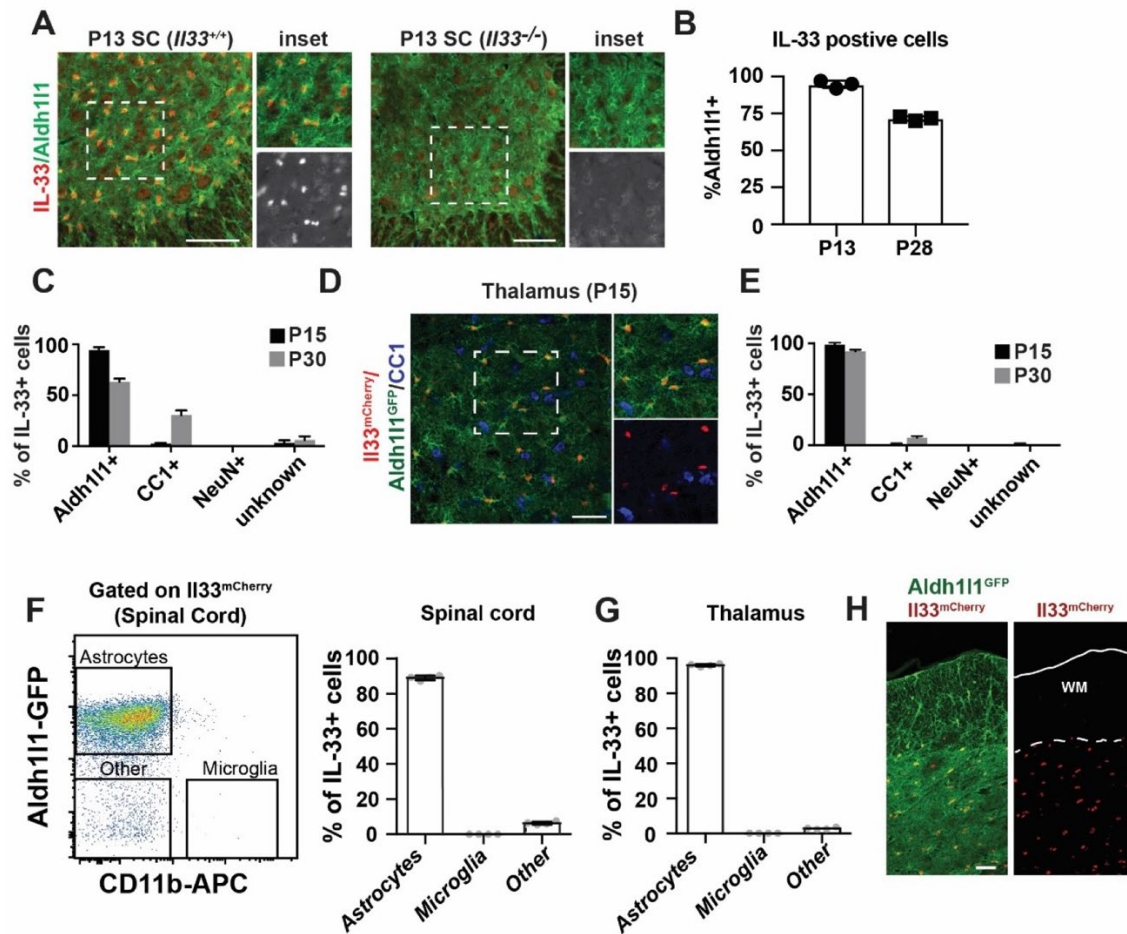 A
P13 SC (Il33+/+)
inset
P13 SC (Il33-/-)
inset
IL-33/Aldh1l1
B
IL-33 postive cells
%Aldh1l1+
100
75
50
25
0
P13
P28
C
% of IL-33+ cells
100
50
0
P15
P30
Aldh1l1+
CC1+
NeuN+
unknown
D
Thalamus (P15)
Il33mCherry/
Aldh1l1GFP/CC1
E
% of IL-33+ cells
100
50
0
P15
P30
Aldh1l1+
CC1+
NeuN+
unknown
F
Gated on Il33mCherry
(Spinal Cord)
Astrocytes
Other
Microglia
Aldh1l1-GFP
CD11b-APC
Spinal cord
% of IL-33+ cells
100
80
60
40
20
0
Astrocytes
Microglia
Other
G
Thalamus
% of IL-33+ cells
100
80
60
40
20
0
Astrocytes
Microglia
Other
H
Aldh1l1GFP
Il33mCherry
Il33mCherry
WM